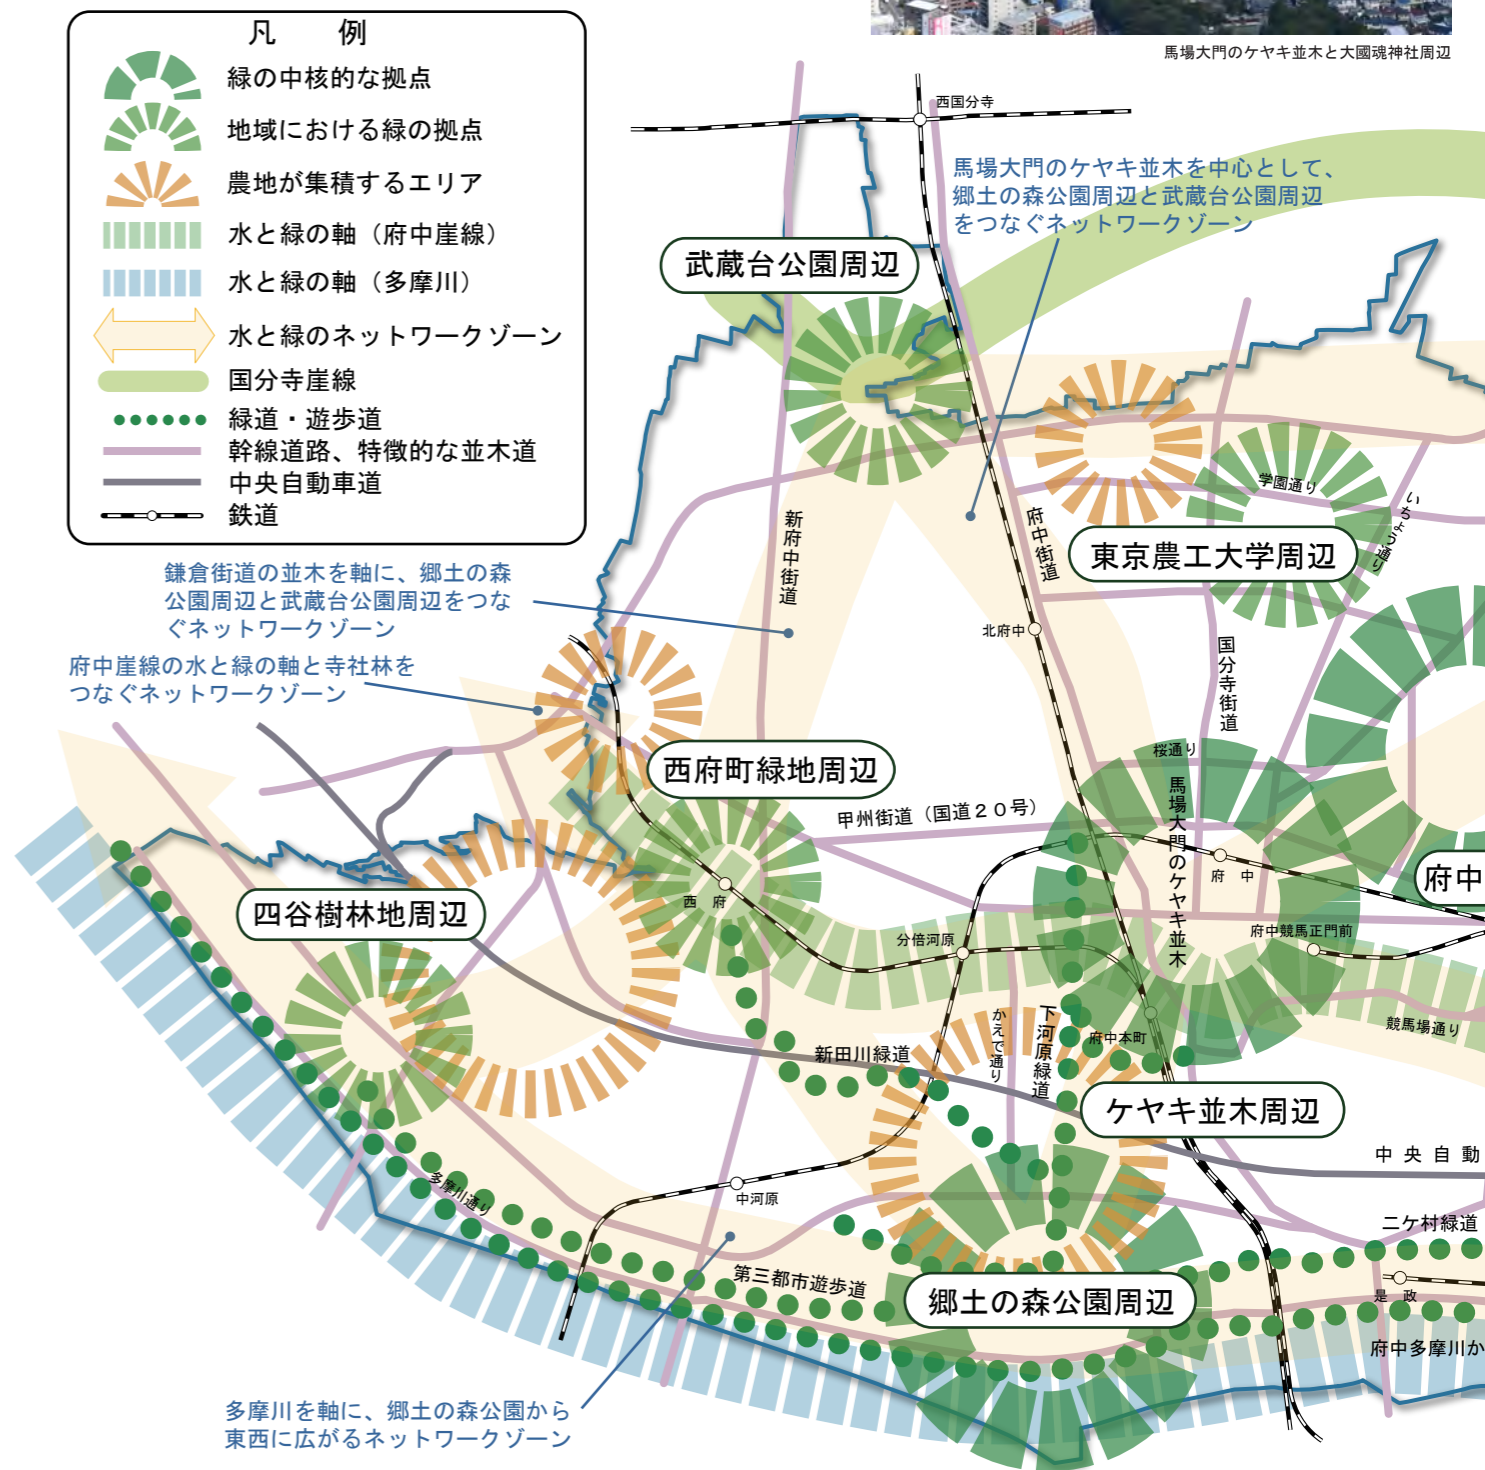 凡　例
緑の中核的な拠点
地域における緑の拠点
農地が集積するエリア
水と緑の軸（府中崖線）
水と緑の軸（多摩川）
水と緑のネットワークゾーン
国分寺崖線
緑道・遊歩道
幹線道路、特徴的な並木道
中央自動車道
鉄道
馬場大門のケヤキ並木と大國魂神社周辺
西国分寺
馬場大門のケヤキ並木を中心として、
郷土の森公園周辺と武蔵台公園周辺
をつなぐネットワークゾーン
武蔵台公園周辺
学園通り
いちょう通り
新府中街道
府中街道
東京農工大学周辺
鎌倉街道の並木を軸に、郷土の森
公園周辺と武蔵台公園周辺をつな
ぐネットワークゾーン
北府中
国分寺街道
府中崖線の水と緑の軸と寺社林を
つなぐネットワークゾーン
西府町緑地周辺
桜通り
馬場大門のケヤキ並木
甲州街道（国道２０号）
府中
府中
西府
四谷樹林地周辺
分倍河原
府中競馬正門前
かえで通り
下河原緑道
府中本町
競馬場通り
新田川緑道
ケヤキ並木周辺
中央自動
多摩川通り
中河原
二ケ村緑道
第三都市遊歩道
郷土の森公園周辺
是政
府中多摩川か
多摩川を軸に、郷土の森公園から
東西に広がるネットワークゾーン